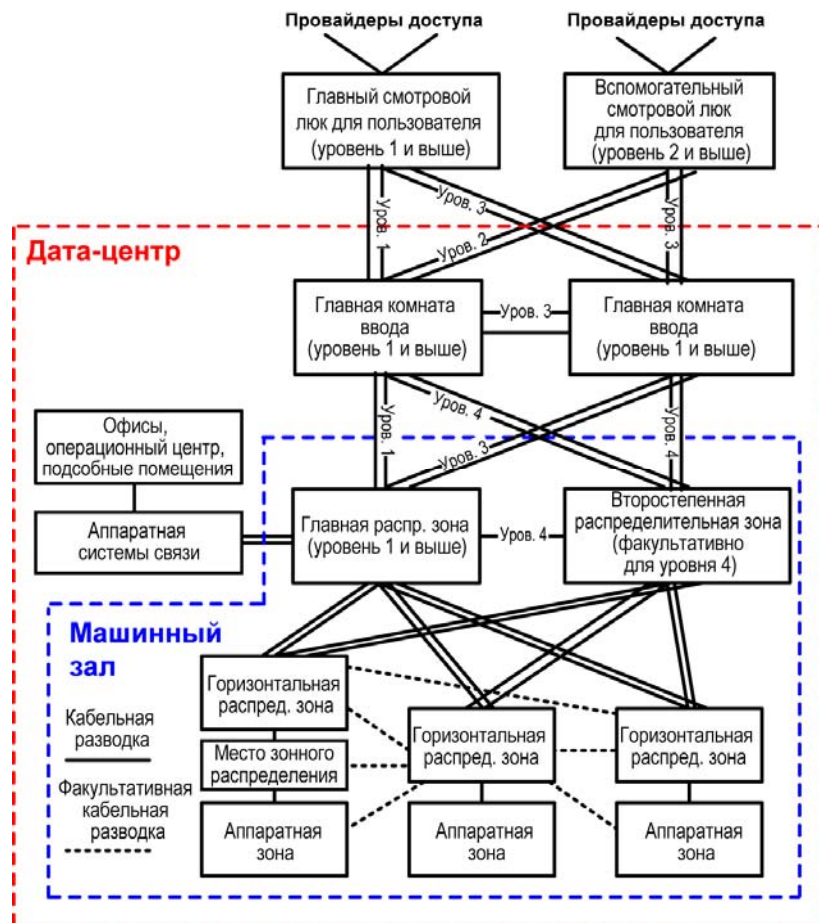 Провайдеры доступа
Провайдеры доступа
Главный смотровой
люк для пользователя
(уровень 1 и выше)
Вспомогательный
смотровой люк
для пользователя
(уровень 2 и выше)
Уров. 1
Уров. 3
Уров. 2
Уров. 3
Дата-центр
Главная комната
ввода
(уровень 1 и выше)
Уров. 3
Главная комната
ввода
(уровень 1 и выше)
Уров. 1
Уров. 4
Уров. 3
Уров. 4
Офисы,
операционный центр,
подсобные помещения
Аппаратная
системы связи
Главная распр. зона
(уровень 1 и выше)
Уров. 4
Второстепенная
распределительная зона
(факультативно
для уровня 4)
Машинный
зал
Горизонтальная
распред. зона
Место зонного
распределения
Аппаратная
зона
Горизонтальная
распред. зона
Аппаратная
зона
Горизонтальная
распред. зона
Аппаратная
зона
Кабельная
разводка
Факультативная
кабельная
разводка